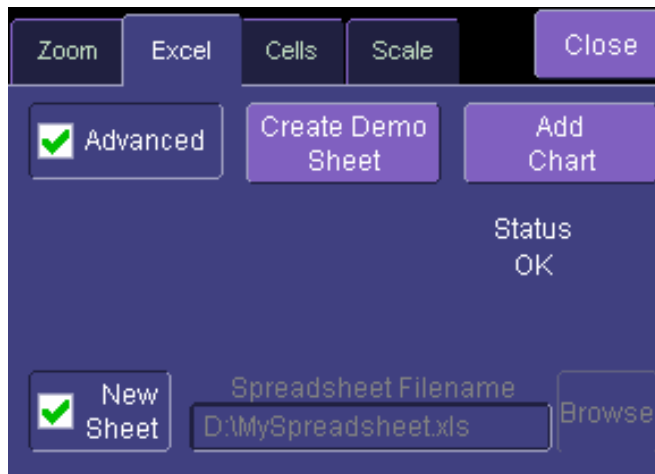 Zoom Excel Cells Scale Close
Advanced
Create Demo
Sheet
Add
Chart
Status
OK
New
Sheet
Spreadsheet Filename
D:\MySpreadsheet.xls
Browse